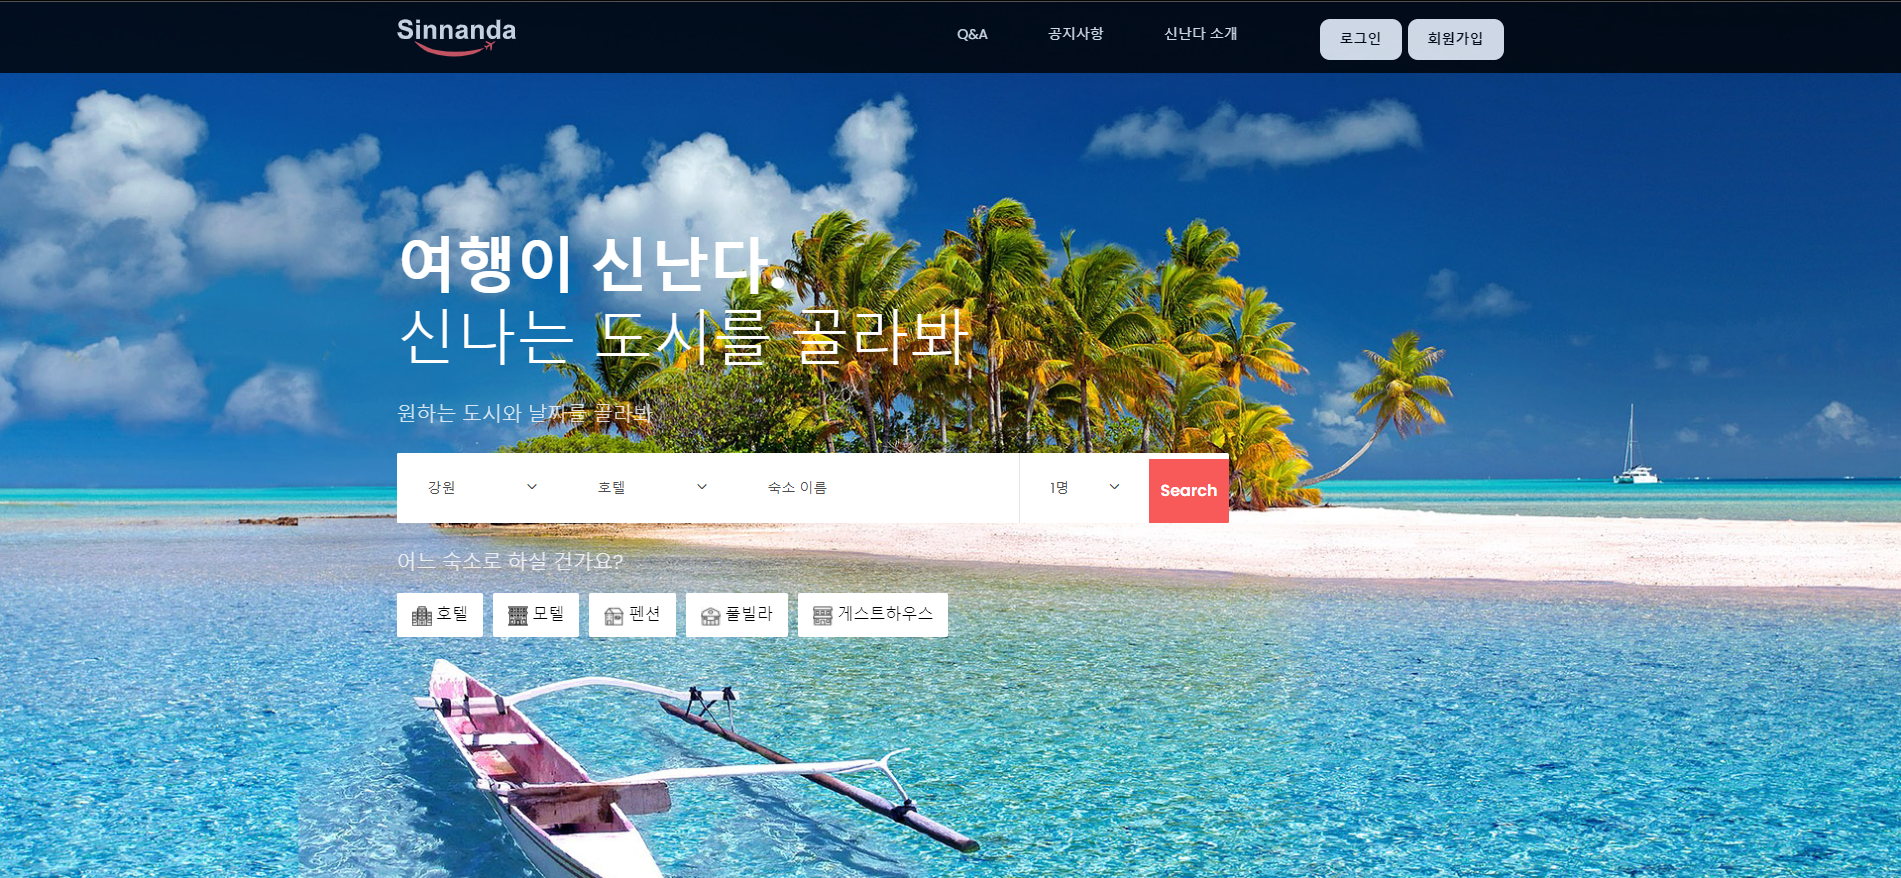 Sinnanda
Q&A 공지사항 신난다 소개 로그인 회원가입
여행이 신난다.
신나는 도시를 골라봐
원하는 도시와 날짜를 골라봐
강원 호텔 숙소 이름 1명 Search
어느 숙소로 하실 건가요?
호텔 모텔 펜션 풀빌라 게스트하우스